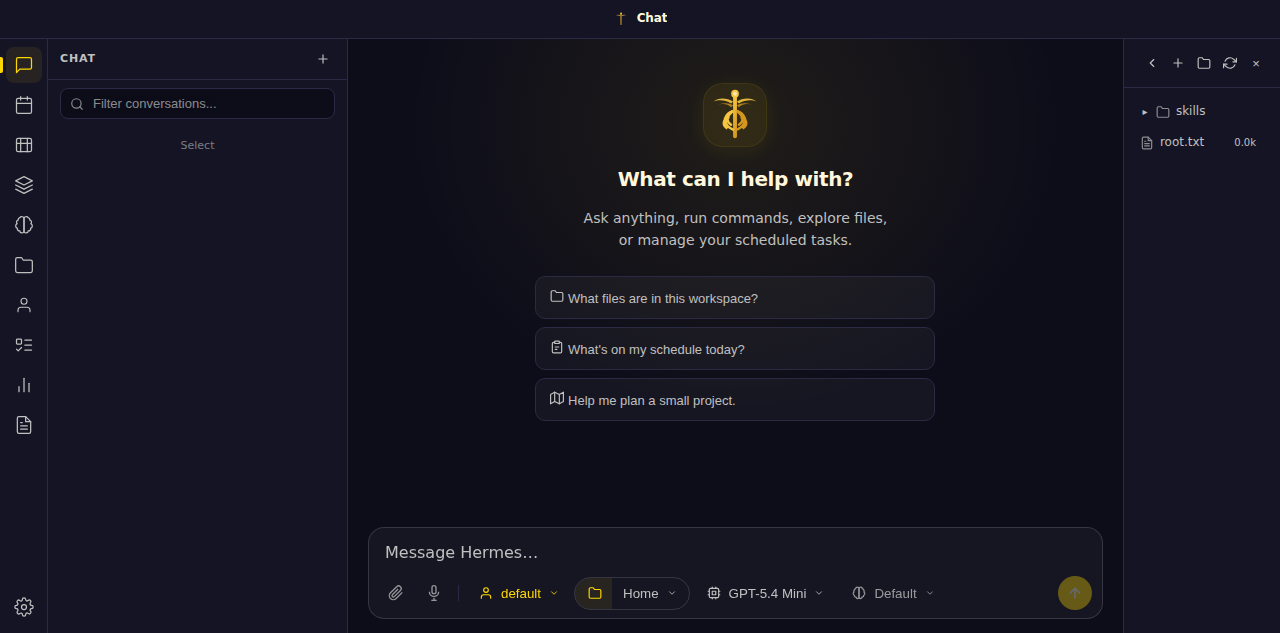 Chat
CHAT
Filter conversations...
Select
What can I help with?
Ask anything, run commands, explore files,
or manage your scheduled tasks.
What files are in this workspace?
What's on my schedule today?
Help me plan a small project.
Message Hermes…
default
Home
GPT-5.4 Mini
Default
skills
root.txt 0.0k